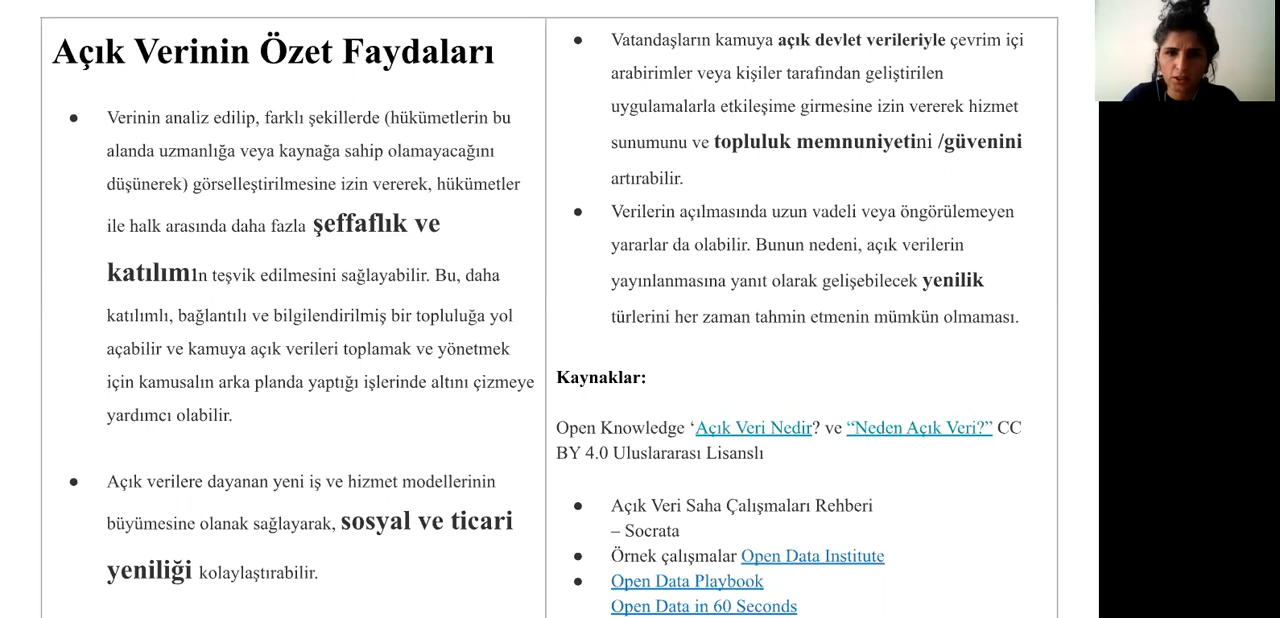 Açık Verinin Özet Faydaları
● Verinin analiz edilip, farklı şekillerde (hükümetlerin bu
alanda uzmanlığa veya kaynağa sahip olamayacağını
düşünerek) görselleştirilmesine izin vererek, hükümetler
ile halk arasında daha fazla şeffaflık ve
katılımın teşvik edilmesini sağlayabilir. Bu, daha
katılımlı, bağlantılı ve bilgilendirilmiş bir topluluğa yol
açabilir ve kamuya açık verileri toplamak ve yönetmek
için kamusalın arka planda yaptığı işlerinde altını çizmeye
yardımcı olabilir.
● Açık verilere dayanan yeni iş ve hizmet modellerinin
büyümesine olanak sağlayarak, sosyal ve ticari
yeniliği kolaylaştırabilir.
● Vatandaşların kamuya açık devlet verileriyle çevrim içi
arabirimler veya kişiler tarafından geliştirilen
uygulamalarla etkileşime girmesine izin vererek hizmet
sunumunu ve topluluk memnuniyetini /güvenini
artırabilir.
● Verilerin açılmasında uzun vadeli veya öngörülemeyen
yararlar da olabilir. Bunun nedeni, açık verilerin
yayınlanmasına yanıt olarak gelişebilecek yenilik
türlerini her zaman tahmin etmenin mümkün olmaması.
Kaynaklar:
Open Knowledge ‘Açık Veri Nedir? ve “Neden Açık Veri?” CC
BY 4.0 Uluslararası Lisanslı
● Açık Veri Saha Çalışmaları Rehberi
– Socrata
● Örnek çalışmalar Open Data Institute
● Open Data Playbook
Open Data in 60 Seconds